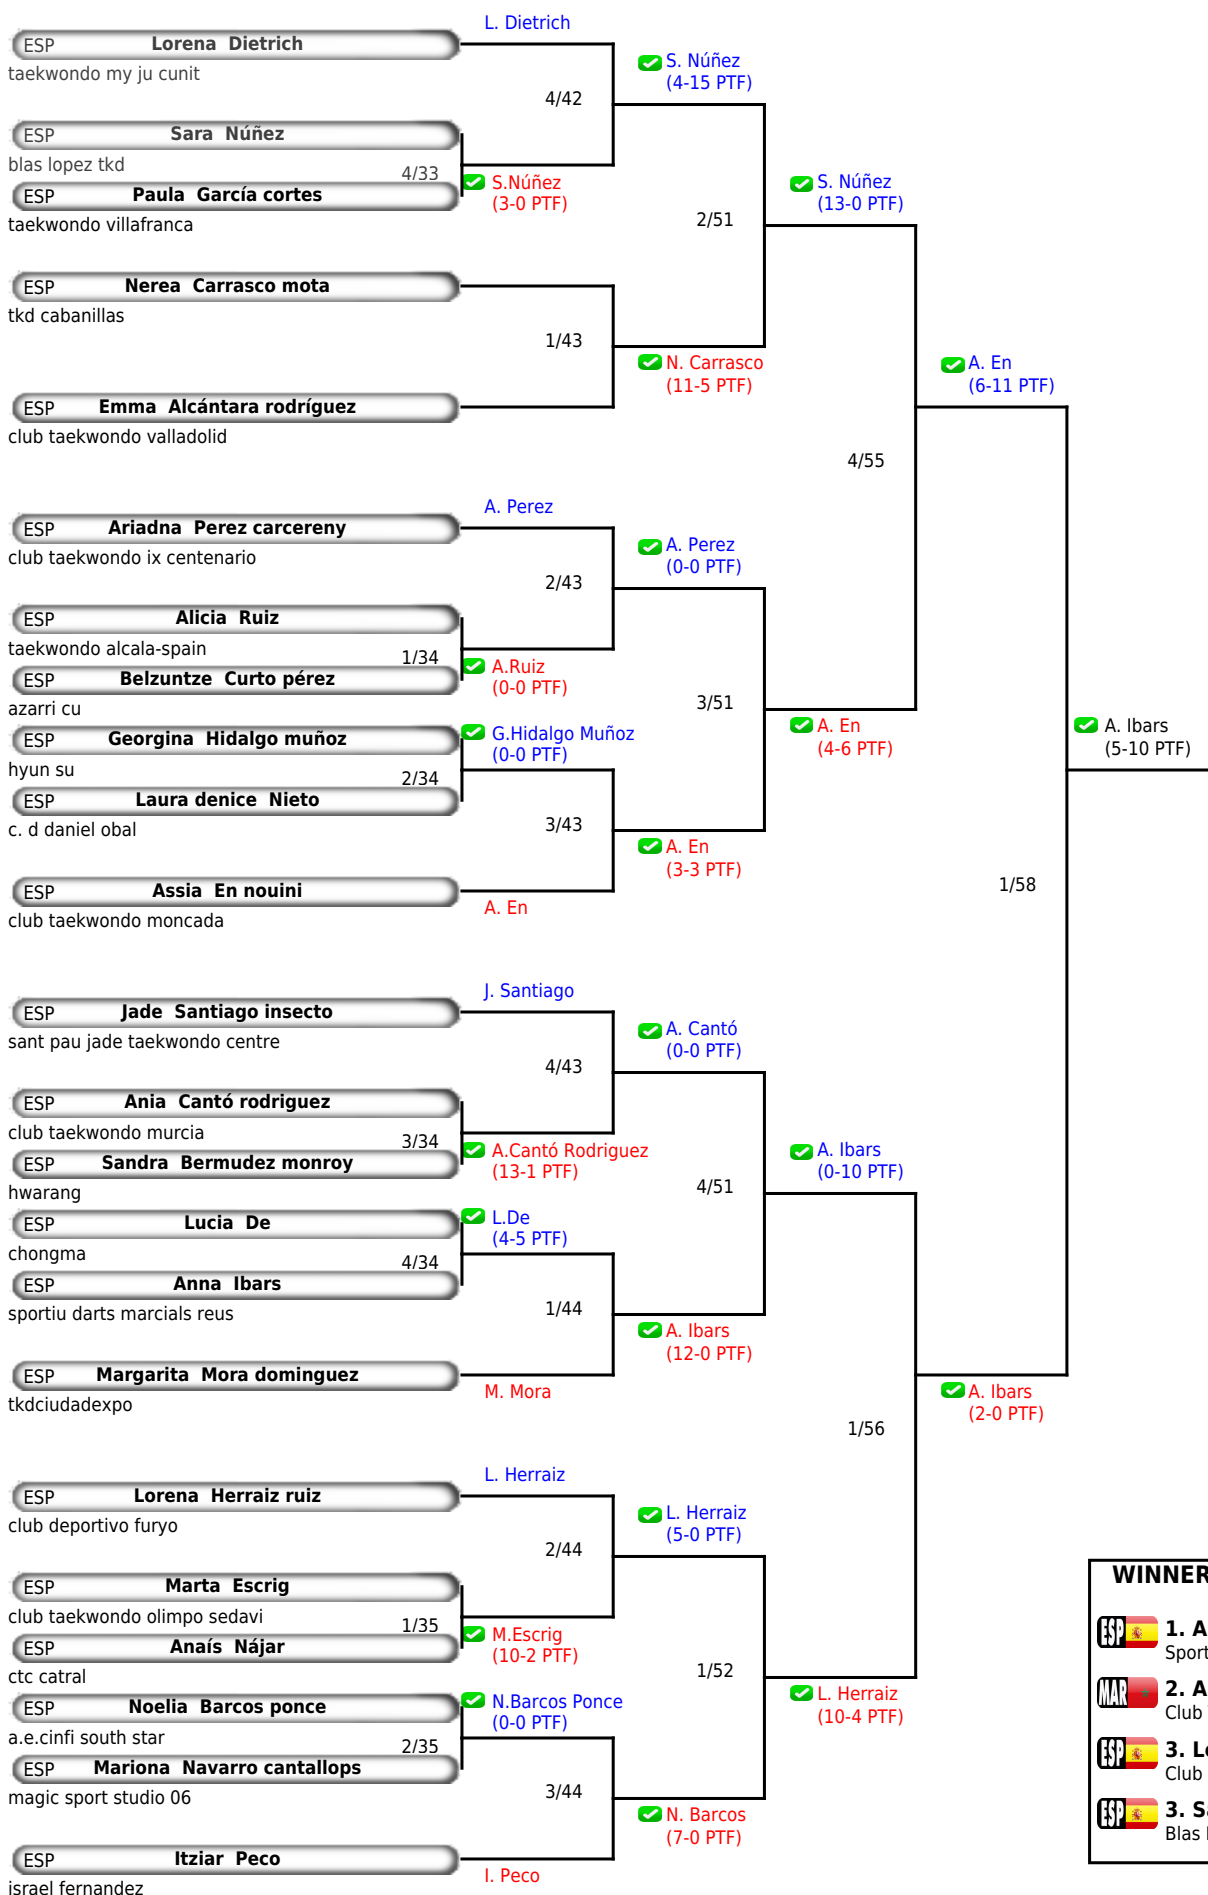 L. Dietrich
ESP Lorena Dietrich
taekwondo my ju cunit
S. Núñez
(4-15 PTF)
4/42
ESP Sara Núñez
blas lopez tkd
4/33
S.Núñez
(3-0 PTF)
ESP Paula García cortes
taekwondo villafranca
S. Núñez
(13-0 PTF)
2/51
ESP Nerea Carrasco mota
tkd cabanillas
1/43
N. Carrasco
(11-5 PTF)
A. En
(6-11 PTF)
ESP Emma Alcántara rodríguez
club taekwondo valladolid
4/55
A. Perez
ESP Ariadna Perez carcereny
club taekwondo ix centenario
A. Perez
(0-0 PTF)
2/43
ESP Alicia Ruiz
taekwondo alcala-spain
1/34
A.Ruiz
(0-0 PTF)
ESP Belzuntze Curto pérez
azarri cu
3/51
A. En
(4-6 PTF)
A. Ibars
(5-10 PTF)
ESP Georgina Hidalgo muñoz
G.Hidalgo Muñoz
(0-0 PTF)
hyun su
2/34
ESP Laura denice Nieto
c. d daniel obal
3/43
A. En
(3-3 PTF)
ESP Assia En nouini
club taekwondo moncada
A. En
1/58
J. Santiago
ESP Jade Santiago insecto
sant pau jade taekwondo centre
A. Cantó
(0-0 PTF)
4/43
ESP Ania Cantó rodriguez
club taekwondo murcia
3/34
A.Cantó Rodriguez
(13-1 PTF)
ESP Sandra Bermudez monroy
hwarang
A. Ibars
(0-10 PTF)
4/51
ESP Lucia De
L.De
(4-5 PTF)
chongma
4/34
ESP Anna Ibars
sportiu darts marcials reus
1/44
A. Ibars
(12-0 PTF)
ESP Margarita Mora dominguez
tkdciudadexpo
M. Mora
A. Ibars
(2-0 PTF)
1/56
L. Herraiz
ESP Lorena Herraiz ruiz
club deportivo furyo
L. Herraiz
(5-0 PTF)
2/44
ESP Marta Escrig
club taekwondo olimpo sedavi
1/35
M.Escrig
(10-2 PTF)
ESP Anaís Nájar
ctc catral
1/52
L. Herraiz
(10-4 PTF)
ESP Noelia Barcos ponce
N.Barcos Ponce
(0-0 PTF)
a.e.cinfi south star
2/35
ESP Mariona Navarro cantallops
magic sport studio 06
3/44
N. Barcos
(7-0 PTF)
ESP Itziar Peco
israel fernandez
I. Peco
WINNER
ESP 1. A
Sport
MAR 2. A
Club
ESP 3. L
Club
ESP 3. Sa
Blas